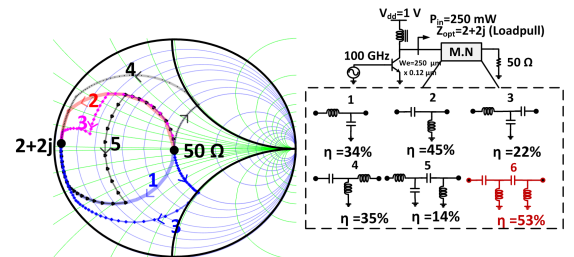 4
2
3
5
2+2j
50 Ω
1
3
V_dd=1 V
P_in=250 mW
Z_opt=2+2j (Loadpull)
100 GHz
We=250 μm
x 0.12 μm
M.N
50 Ω
1
2
3
η=34%
η=45%
η=22%
4
5
6
η=35%
η=14%
η=53%